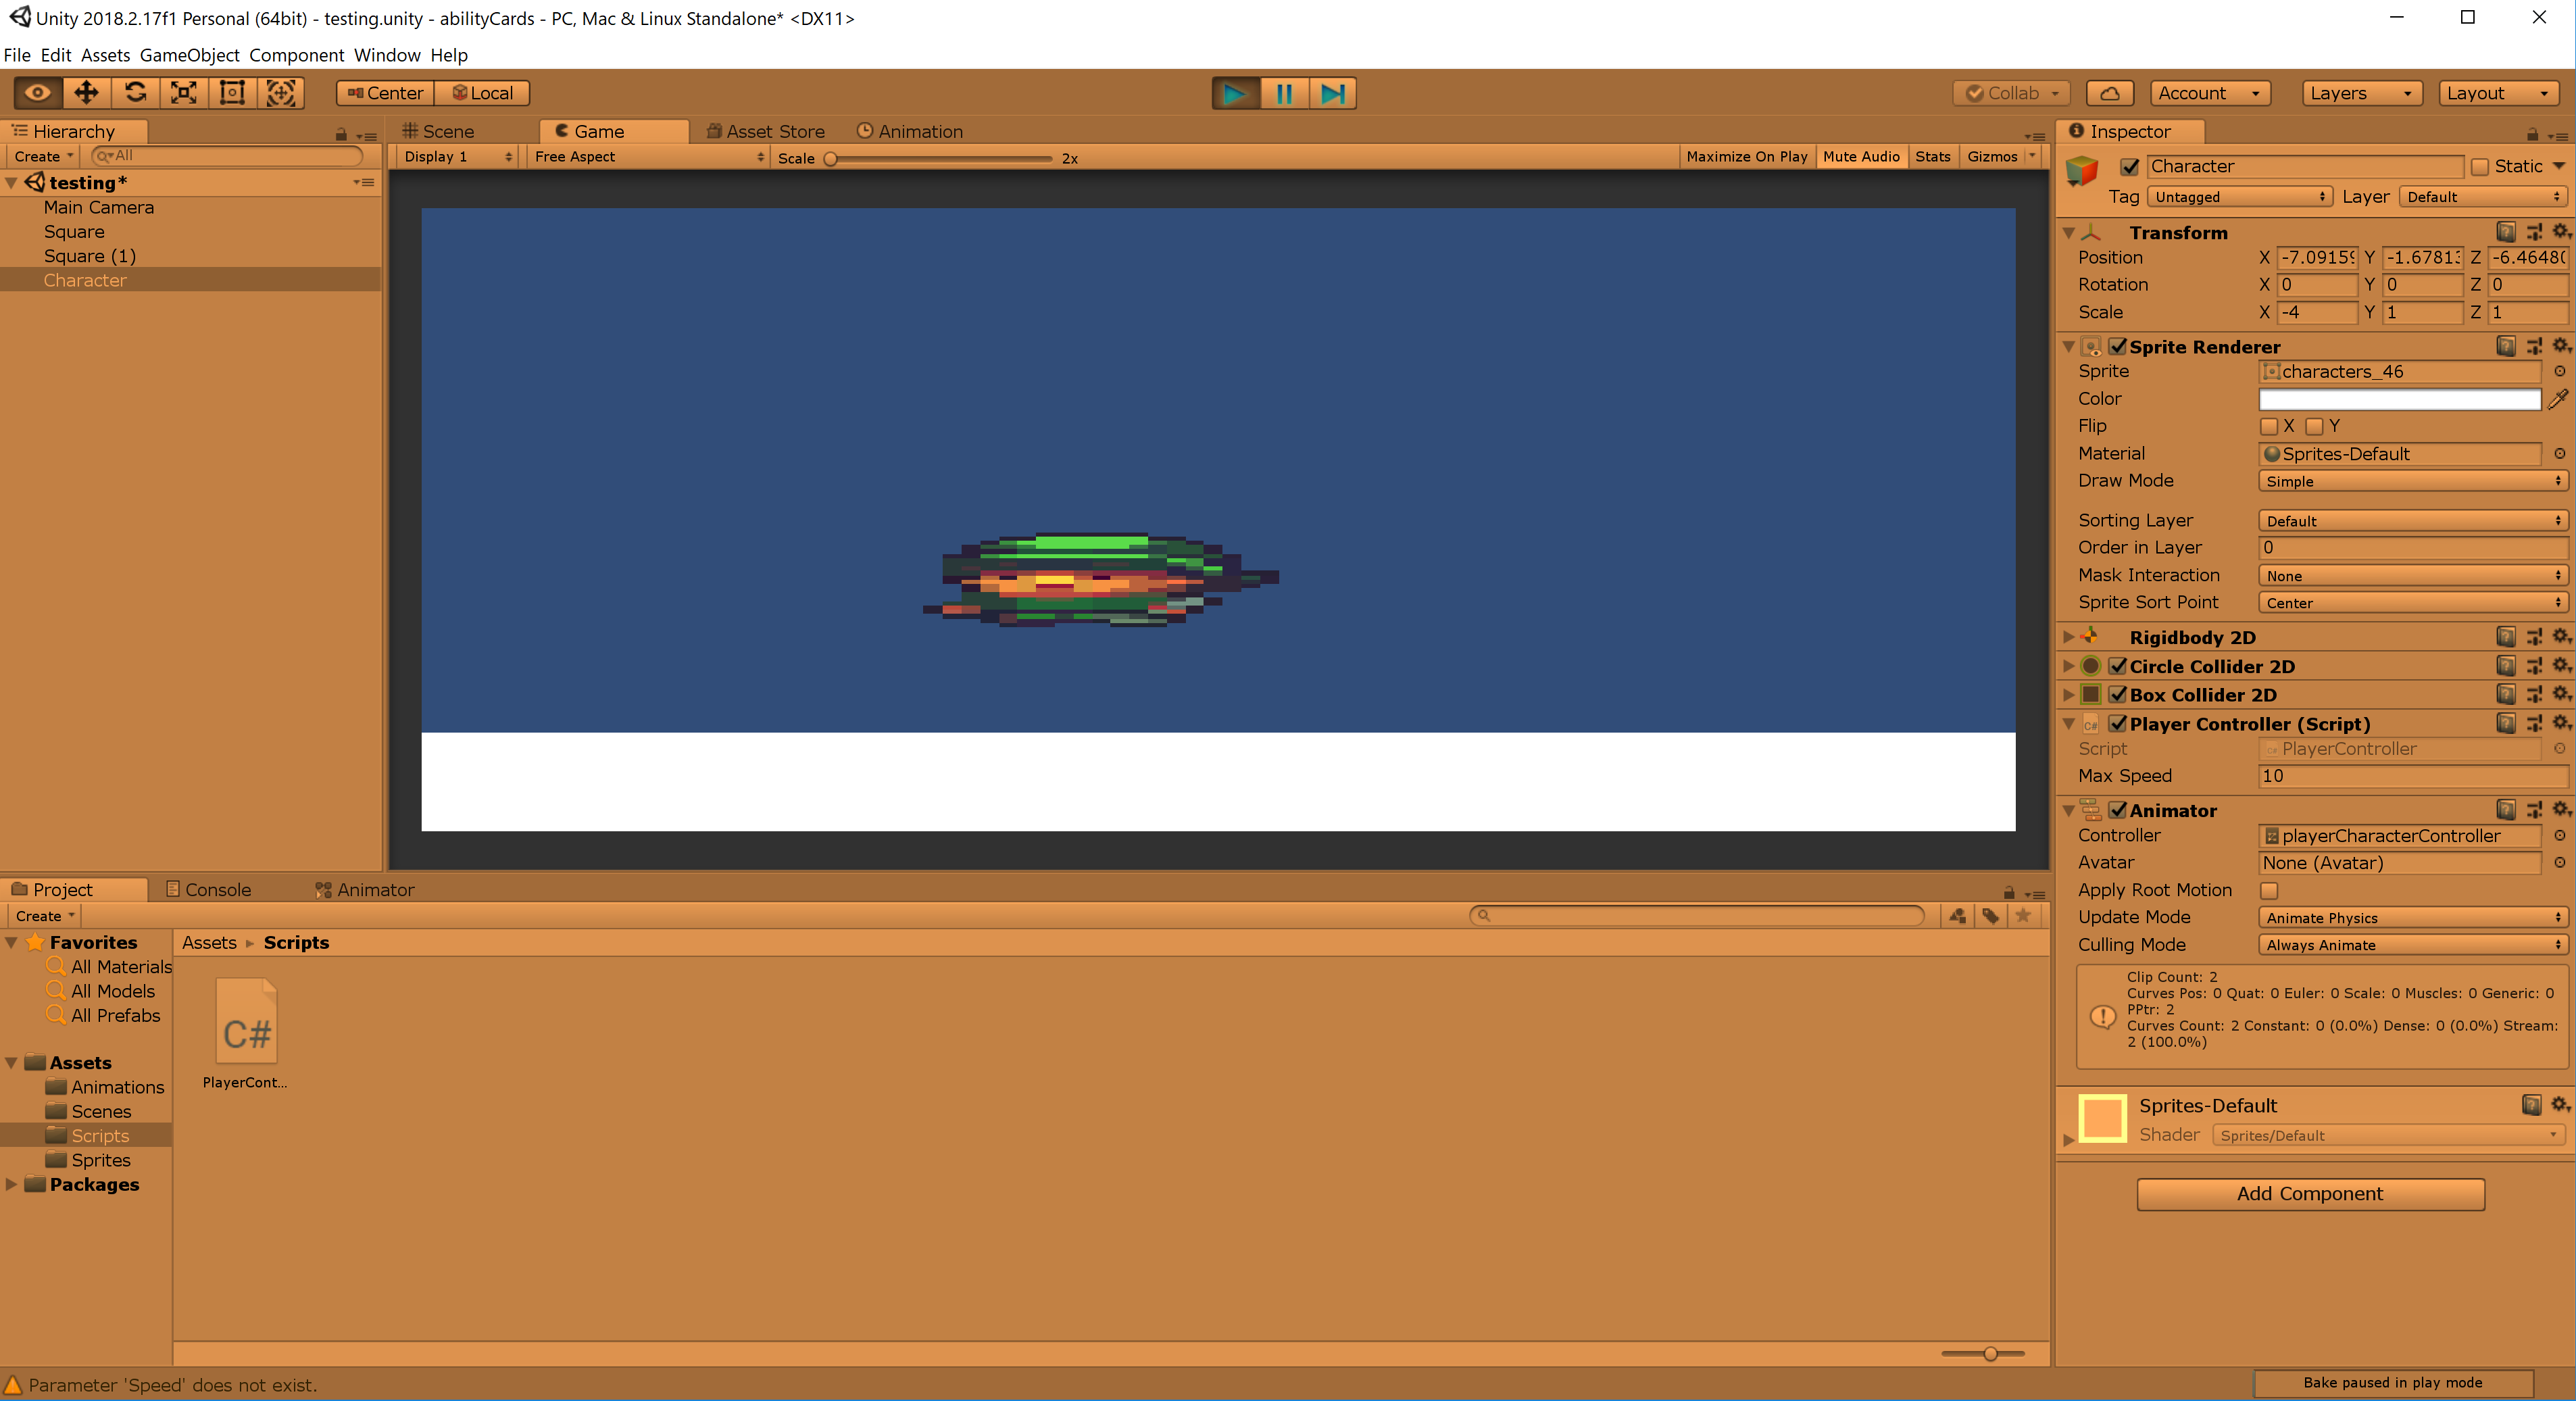 Unity 2018.2.17f1 Personal (64bit) - testing.unity - abilityCards - PC, Mac & Linux Standalone* <DX11>
File Edit Assets GameObject Component Window Help
Center Local Collab Account Layers Layout
Hierarchy
Create All
testing*
Main Camera
Square
Square (1)
Character
Scene Game Asset Store Animation
Display 1 Free Aspect Scale 2x Maximize On Play Mute Audio Stats Gizmos
Inspector
Character Static
Tag Untagged Layer Default
Transform
Position X -7.0915 Y -1.6781 Z -6.4648
Rotation X 0 Y 0 Z 0
Scale X -4 Y 1 Z 1
Sprite Renderer
Sprite characters_46
Color
Flip X Y
Material Sprites-Default
Draw Mode Simple
Sorting Layer Default
Order in Layer 0
Mask Interaction None
Sprite Sort Point Center
Rigidbody 2D
Circle Collider 2D
Box Collider 2D
C# Player Controller (Script)
Script PlayerController
Max Speed 10
Animator
Controller playerCharacterController
Avatar None (Avatar)
Apply Root Motion
Update Mode Animate Physics
Culling Mode Always Animate
Clip Count: 2
Curves Pos: 0 Quat: 0 Euler: 0 Scale: 0 Muscles: 0 Generic: 0
PPtr: 2
Curves Count: 2 Constant: 0 (0.0%) Dense: 0 (0.0%) Stream:
2 (100.0%)
Sprites-Default
Shader Sprites/Default
Add Component
Project Console Animator
Create
Favorites
All Materials
All Models
All Prefabs
Assets
Animations
Scenes
Scripts
Sprites
Packages
Assets Scripts
C#
PlayerCont...
Parameter 'Speed' does not exist.
Bake paused in play mode